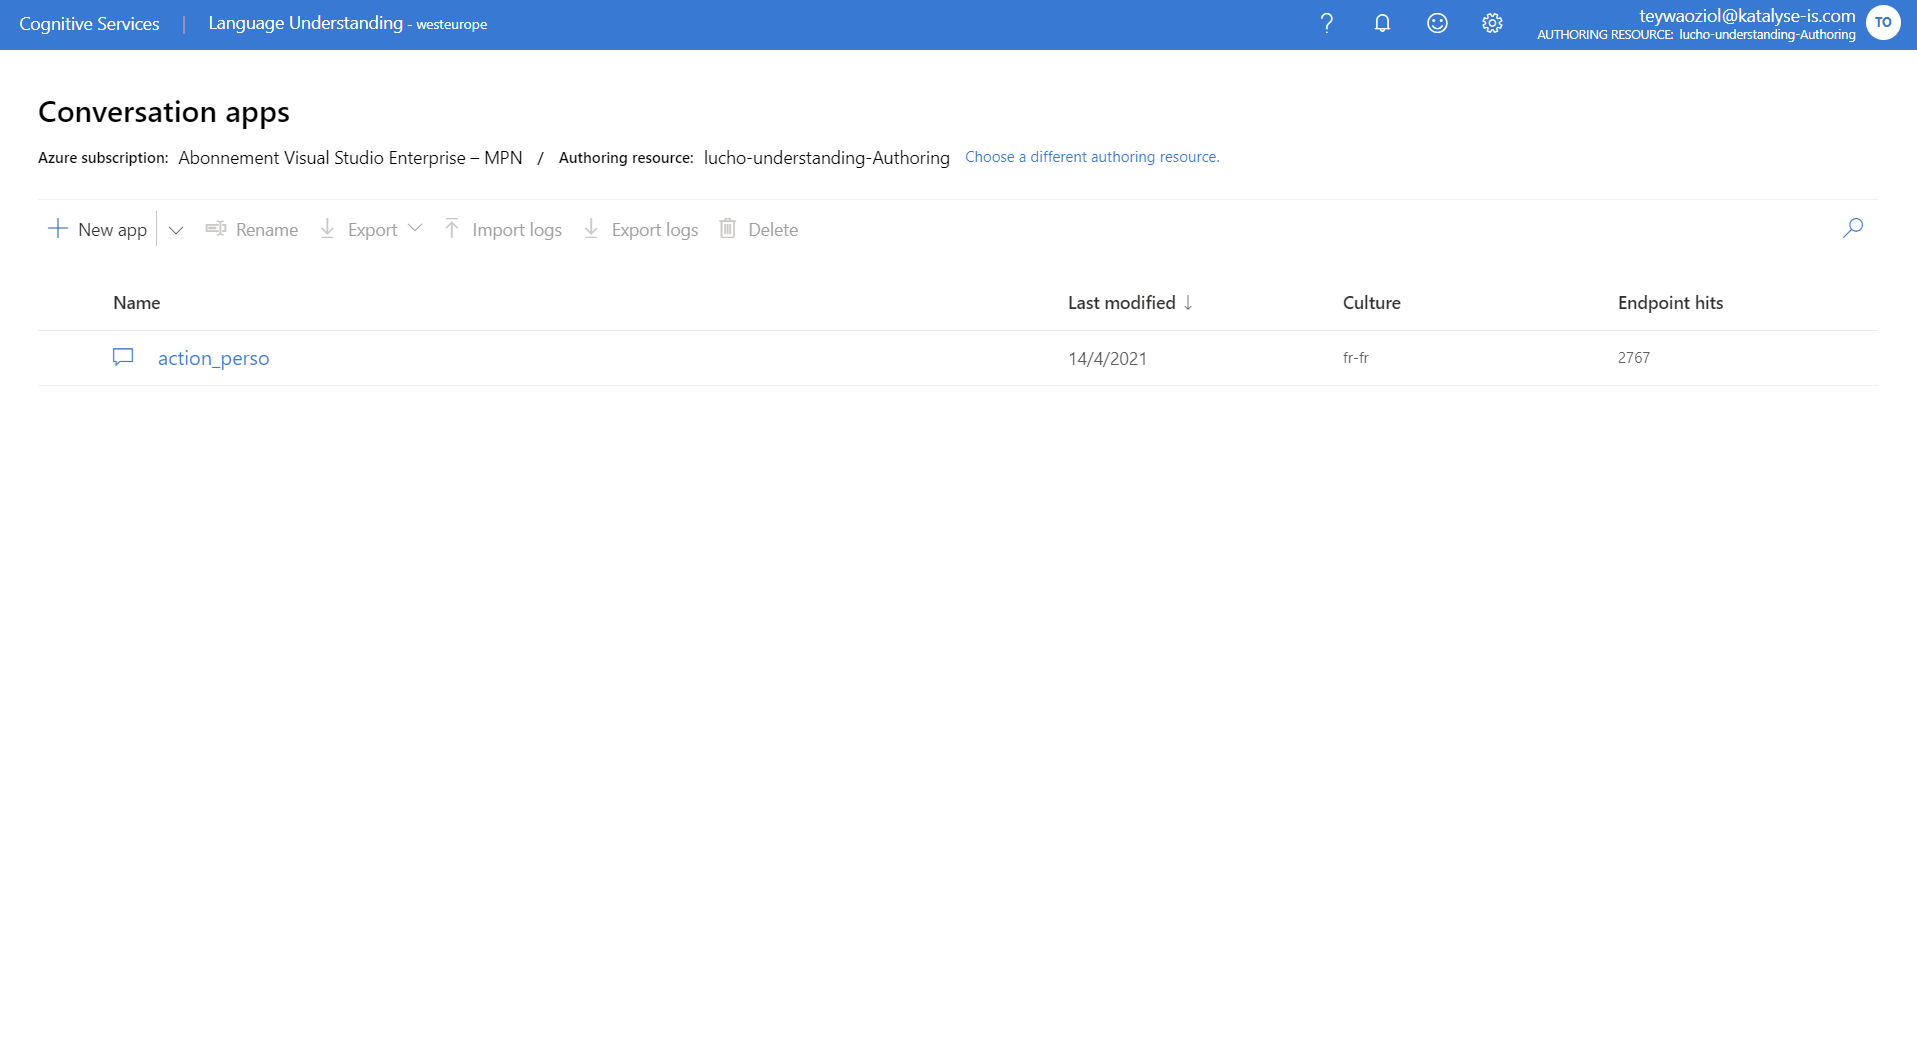 Cognitive Services | Language Understanding - westeurope
teywaoziol@katalyse-is.com
AUTHORING RESOURCE: lucho-understanding-Authoring
TO
Conversation apps
Azure subscription: Abonnement Visual Studio Enterprise – MPN / Authoring resource: lucho-understanding-Authoring Choose a different authoring resource.
New app Rename Export Import logs Export logs Delete
Name Last modified ↓ Culture Endpoint hits
action_perso 14/4/2021 fr-fr 2767